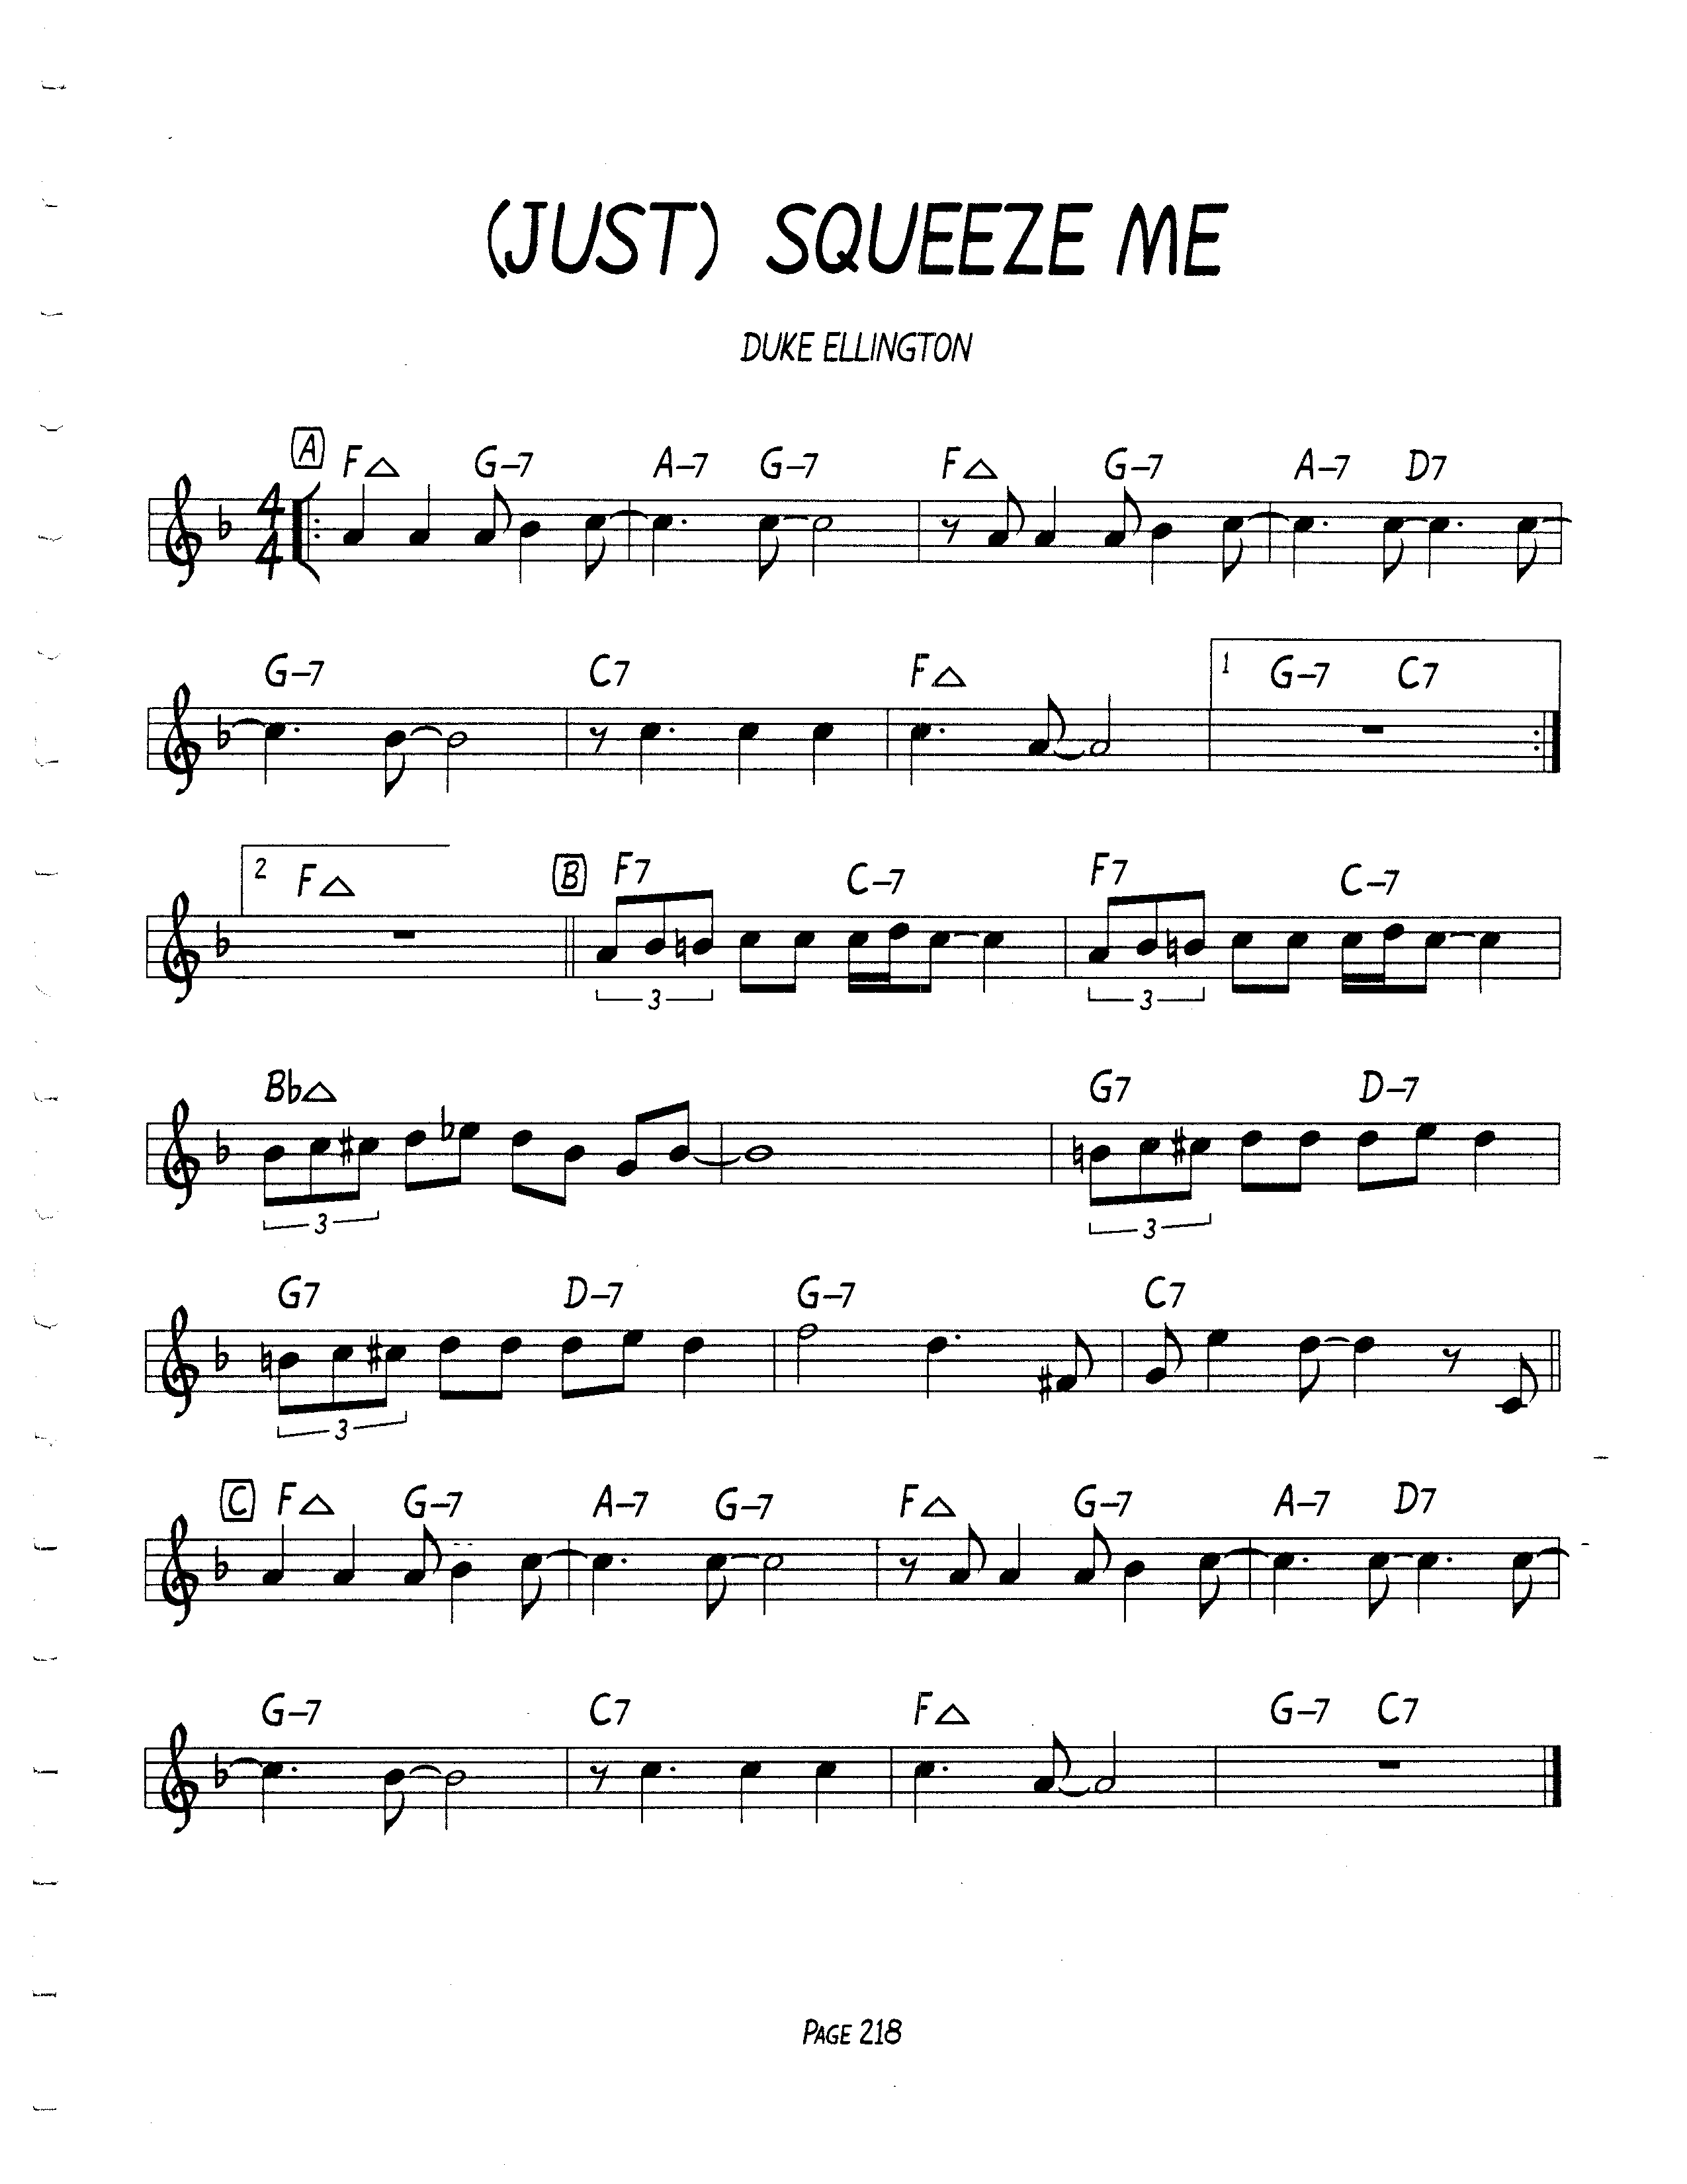 (JUST) SQUEEZE ME
DUKE ELLINGTON
A F△ G–7 A–7 G–7 F△ G–7 A–7 D7
4
4
G–7 C7 F△ 1 G–7 C7
2 F△ B F7 C–7 F7 C–7
3 3
Bb△ G7 D–7
3 3
G7 D–7 G–7 C7
3
C F△ G–7 A–7 G–7 F△ G–7 A–7 D7
G–7 C7 F△ G–7 C7
PAGE 218